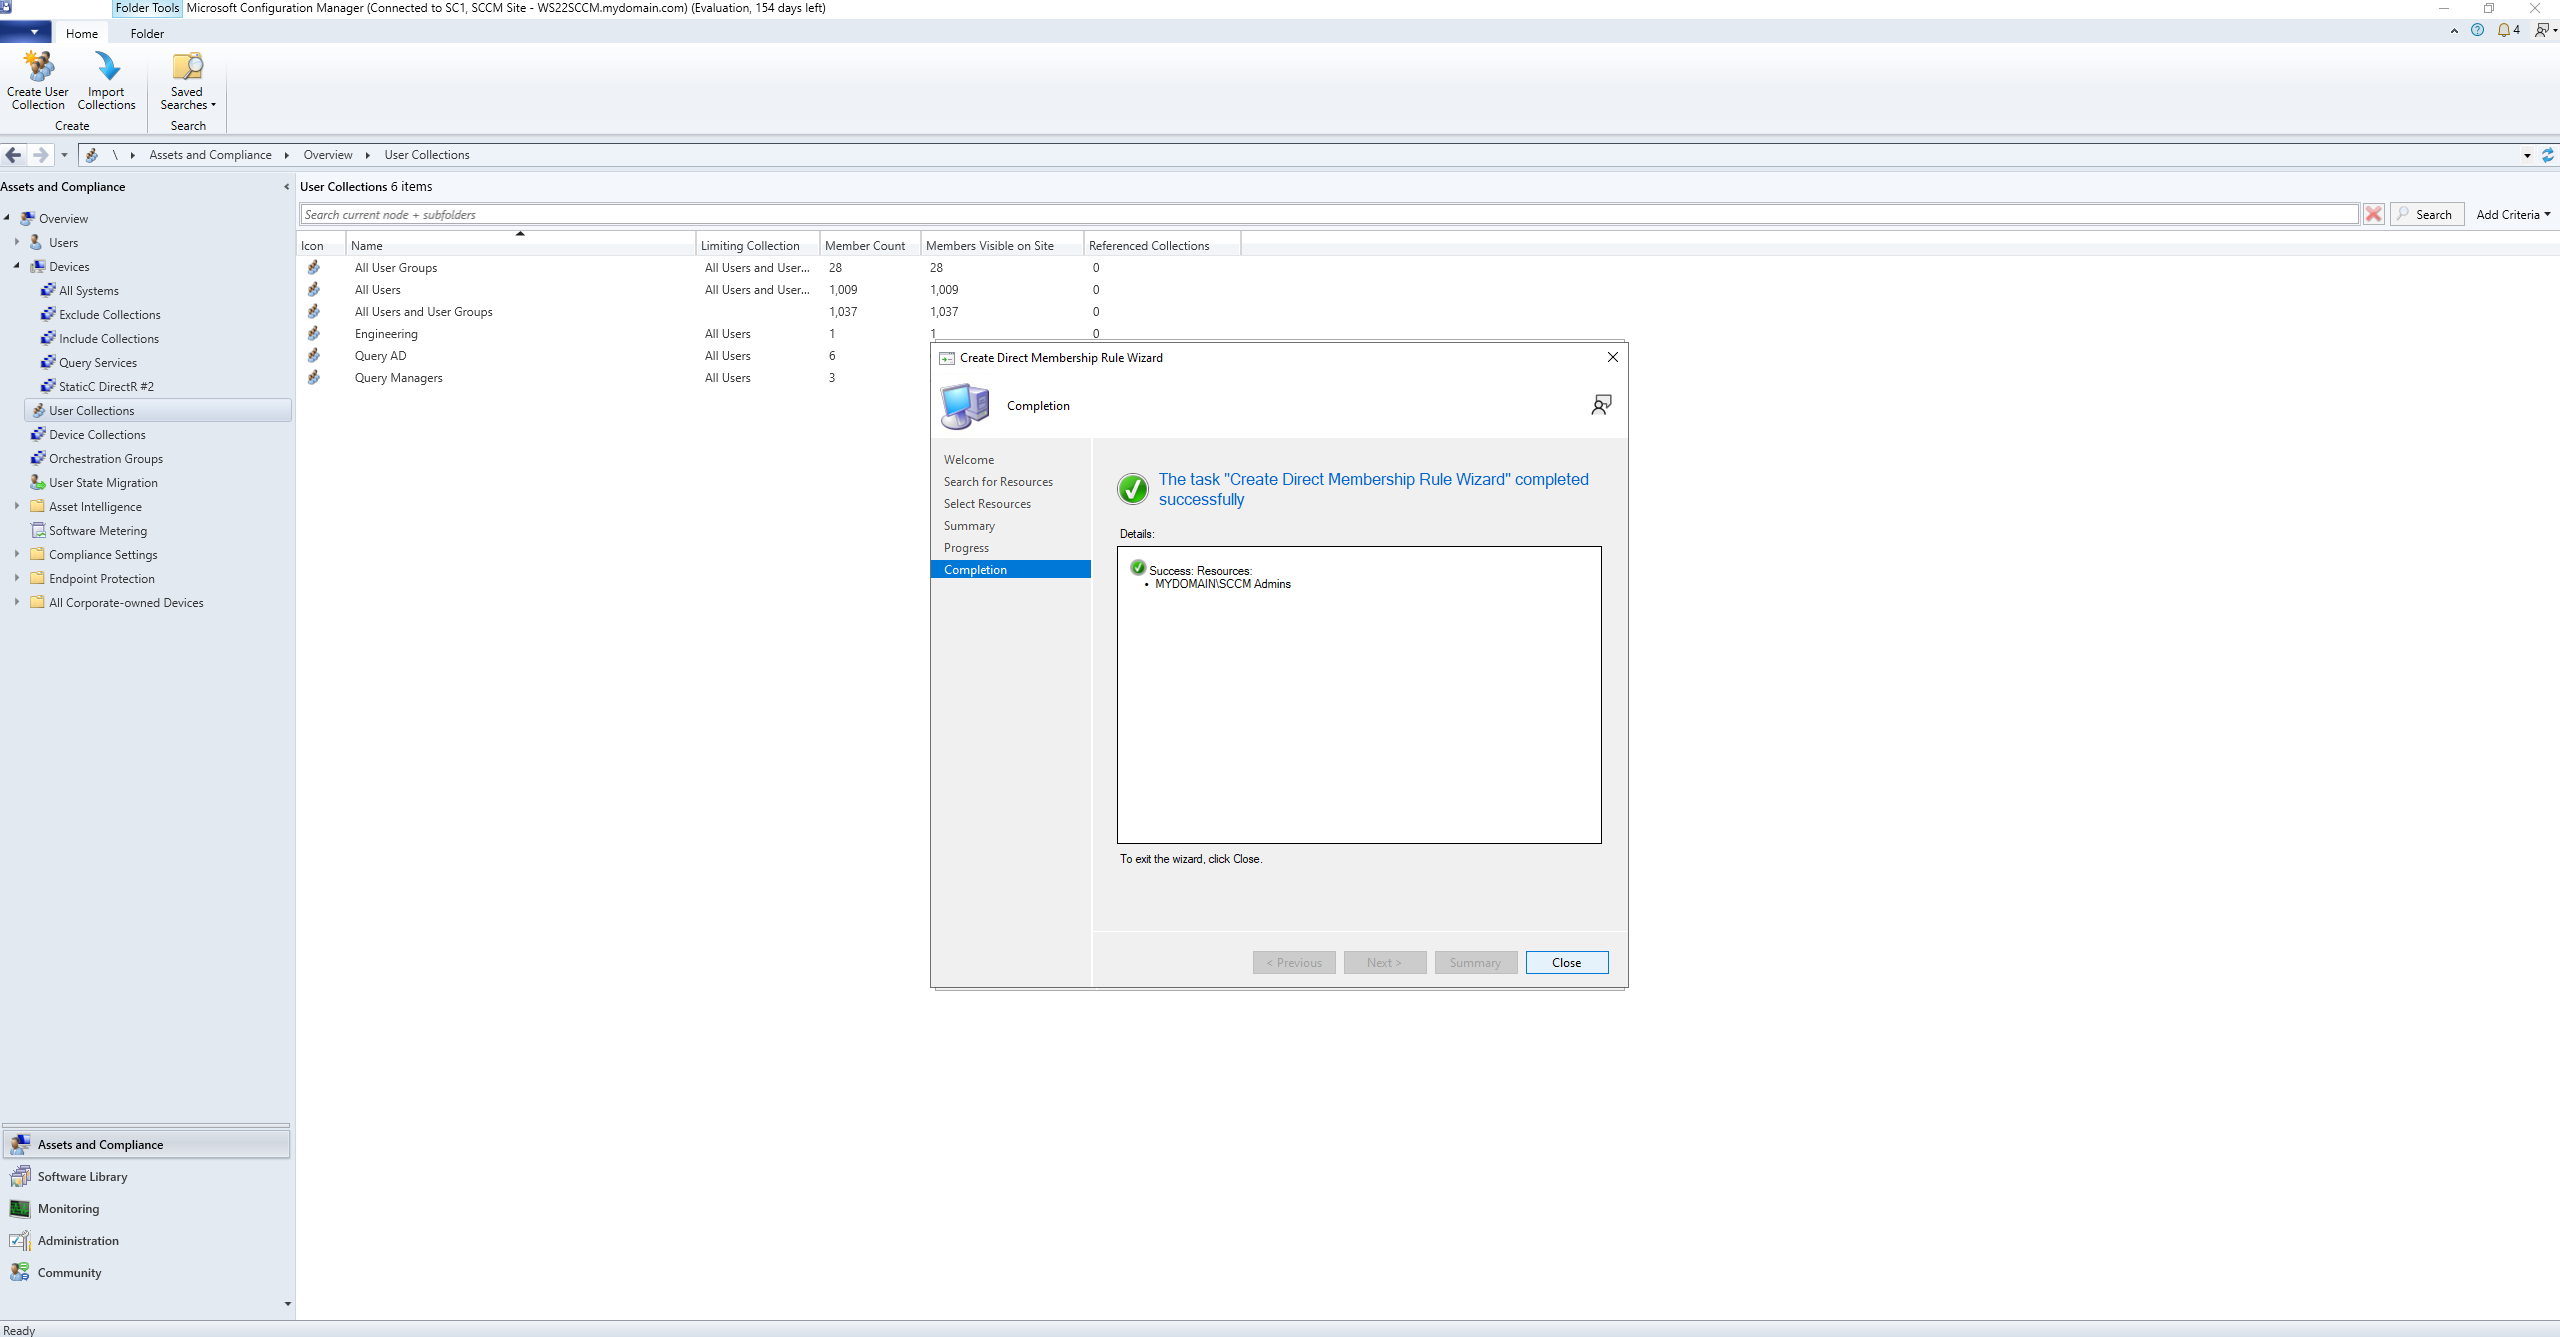 Folder Tools Microsoft Configuration Manager (Connected to SC1, SCCM Site - WS22SCCM.mydomain.com) (Evaluation, 154 days left)
Home Folder
4
Create User Collection
Import Collections
Saved Searches
Create
Search
\ Assets and Compliance Overview User Collections
Assets and Compliance
Overview
Users
Devices
All Systems
Exclude Collections
Include Collections
Query Services
StaticC DirectR #2
User Collections
Device Collections
Orchestration Groups
User State Migration
Asset Intelligence
Software Metering
Compliance Settings
Endpoint Protection
All Corporate-owned Devices
Assets and Compliance
Software Library
Monitoring
Administration
Community
User Collections 6 items
Search current node + subfolders
Search Add Criteria
Icon Name Limiting Collection Member Count Members Visible on Site Referenced Collections
All User Groups All Users and User... 28 28 0
All Users All Users and User... 1,009 1,009 0
All Users and User Groups 1,037 1,037 0
Engineering All Users 1 1 0
Query AD All Users 6
Query Managers All Users 3
Create Direct Membership Rule Wizard
Completion
Welcome
Search for Resources
Select Resources
Summary
Progress
Completion
The task "Create Direct Membership Rule Wizard" completed
successfully
Details:
Success: Resources:
• MYDOMAIN\SCCM Admins
To exit the wizard, click Close.
< Previous Next > Summary Close
Ready